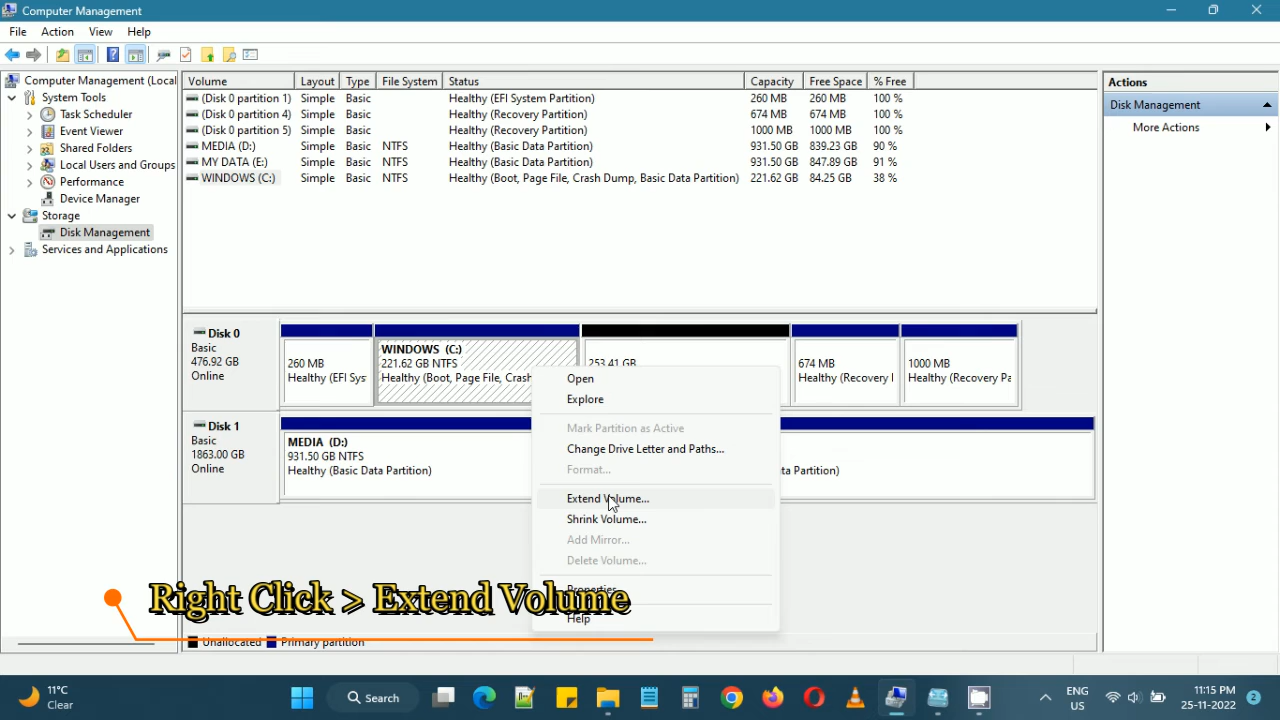 Computer Management
File Action View Help
Computer Management (Local
System Tools
Task Scheduler
Event Viewer
Shared Folders
Local Users and Groups
Performance
Device Manager
Storage
Disk Management
Services and Applications
Volume Layout Type File System Status Capacity Free Space % Free
(Disk 0 partition 1) Simple Basic Healthy (EFI System Partition) 260 MB 260 MB 100 %
(Disk 0 partition 4) Simple Basic Healthy (Recovery Partition) 674 MB 674 MB 100 %
(Disk 0 partition 5) Simple Basic Healthy (Recovery Partition) 1000 MB 1000 MB 100 %
MEDIA (D:) Simple Basic NTFS Healthy (Basic Data Partition) 931.50 GB 839.23 GB 90 %
MY DATA (E:) Simple Basic NTFS Healthy (Basic Data Partition) 931.50 GB 847.89 GB 91 %
WINDOWS (C:) Simple Basic NTFS Healthy (Boot, Page File, Crash Dump, Basic Data Partition) 221.62 GB 84.25 GB 38 %
Actions
Disk Management
More Actions
Disk 0
Basic
476.92 GB
Online
260 MB
Healthy (EFI Sys
WINDOWS (C:)
221.62 GB NTFS
Healthy (Boot, Page File, Crash
253.41 GB
674 MB
Healthy (Recovery I
1000 MB
Healthy (Recovery Pa
Disk 1
Basic
1863.00 GB
Online
MEDIA (D:)
931.50 GB NTFS
Healthy (Basic Data Partition)
ta Partition)
Open
Explore
Mark Partition as Active
Change Drive Letter and Paths...
Format...
Extend Volume...
Shrink Volume...
Add Mirror...
Delete Volume...
Properties
Help
Right Click > Extend Volume
Unallocated Primary partition
11°C
Clear
Search
ENG
US
11:15 PM
25-11-2022
2